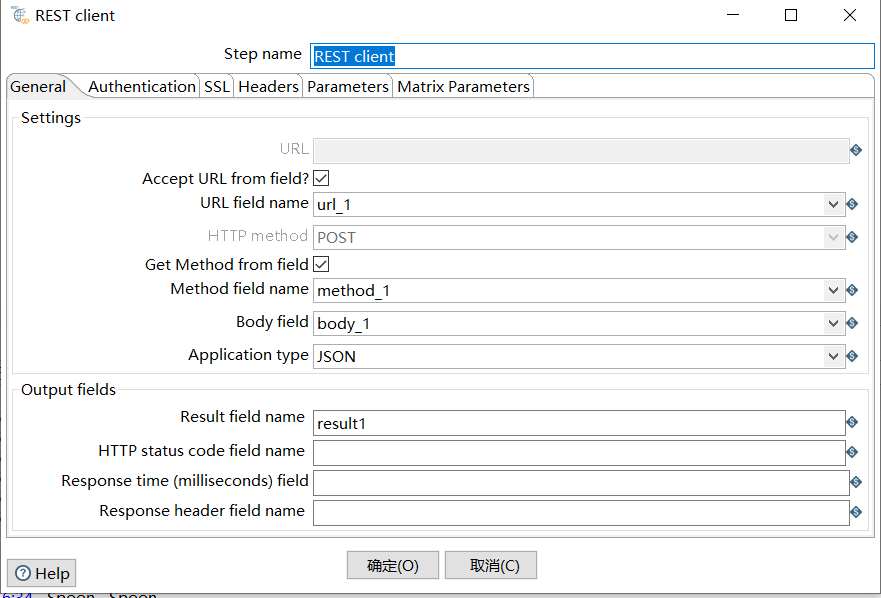 REST client
Step name REST client
General Authentication SSL Headers Parameters Matrix Parameters
Settings
URL
Accept URL from field?
URL field name url_1
HTTP method POST
Get Method from field
Method field name method_1
Body field body_1
Application type JSON
Output fields
Result field name result1
HTTP status code field name
Response time (milliseconds) field
Response header field name
确定(O) 取消(C)
Help